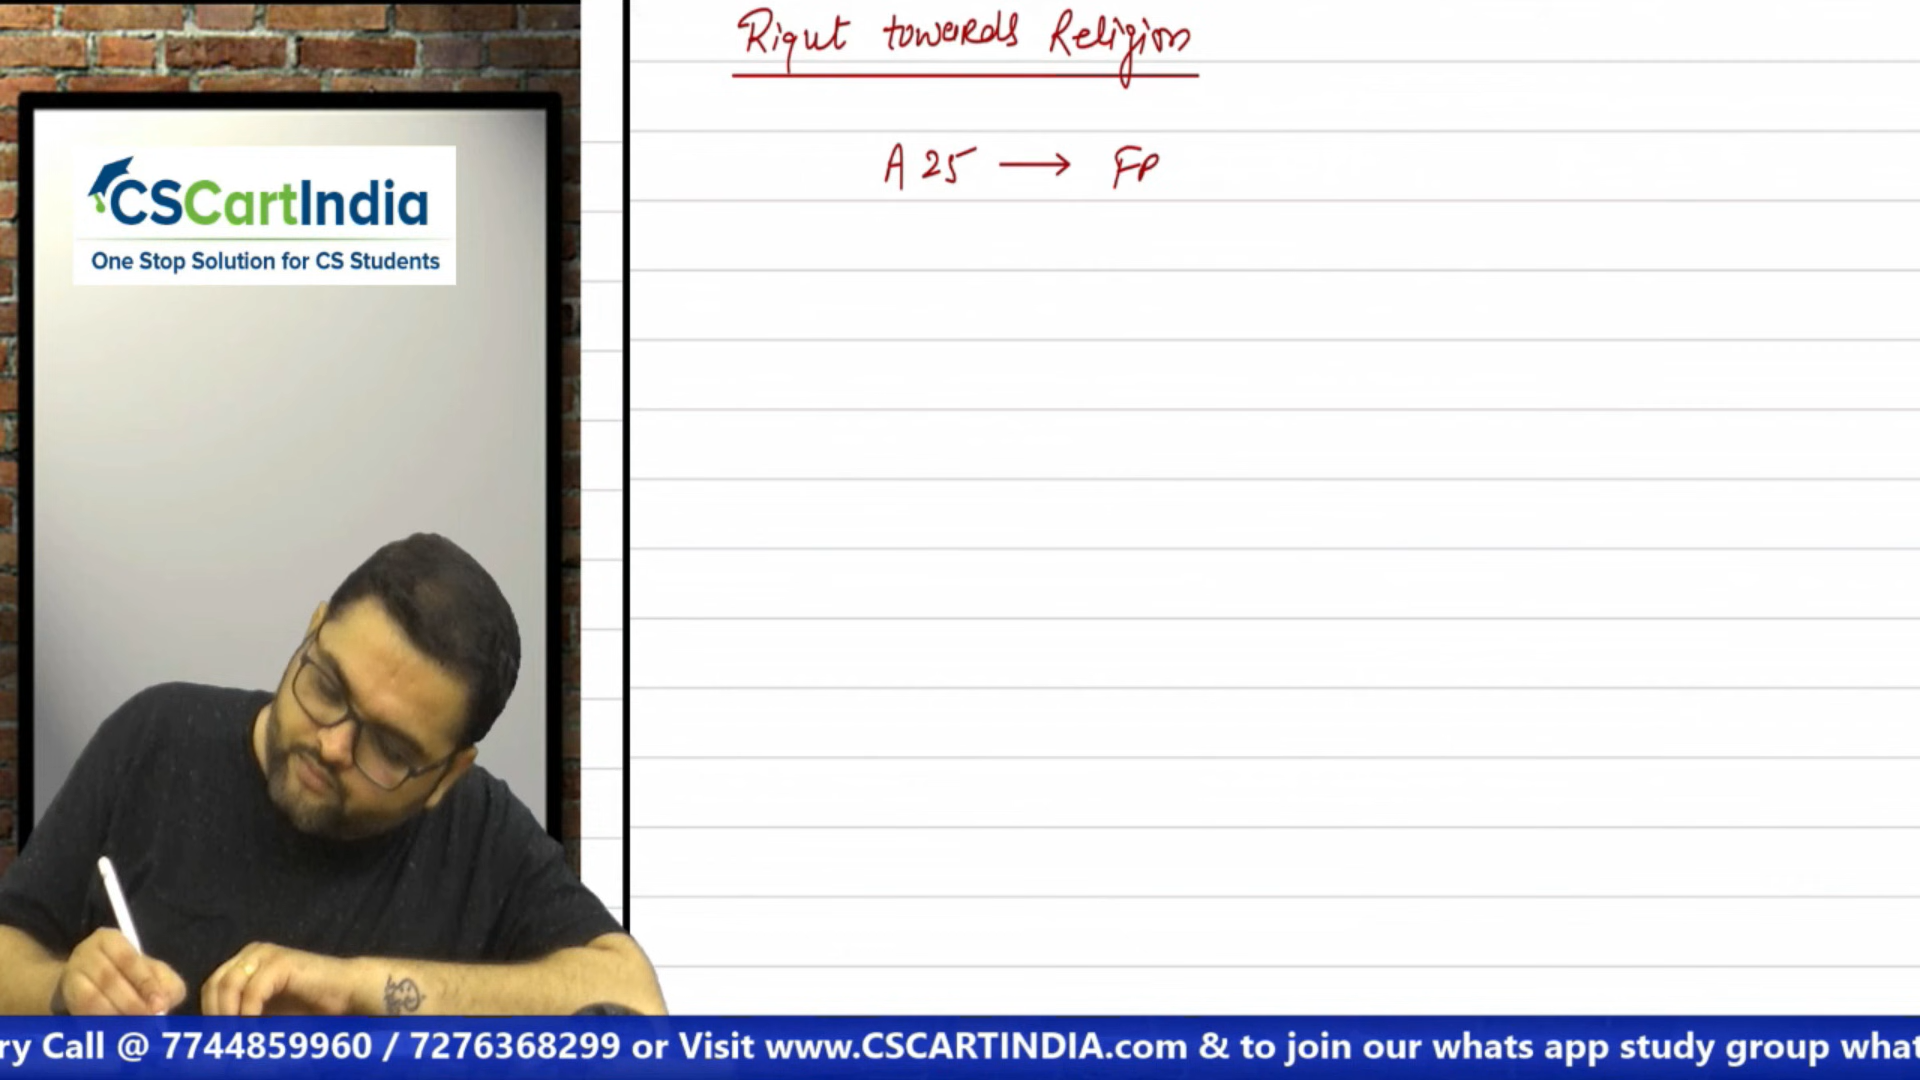 Right towards Religion
A 25 → FP
CSCartIndia
One Stop Solution for CS Students
ry Call @ 7744859960 / 7276368299 or Visit www.CSCARTINDIA.com & to join our whats app study group what